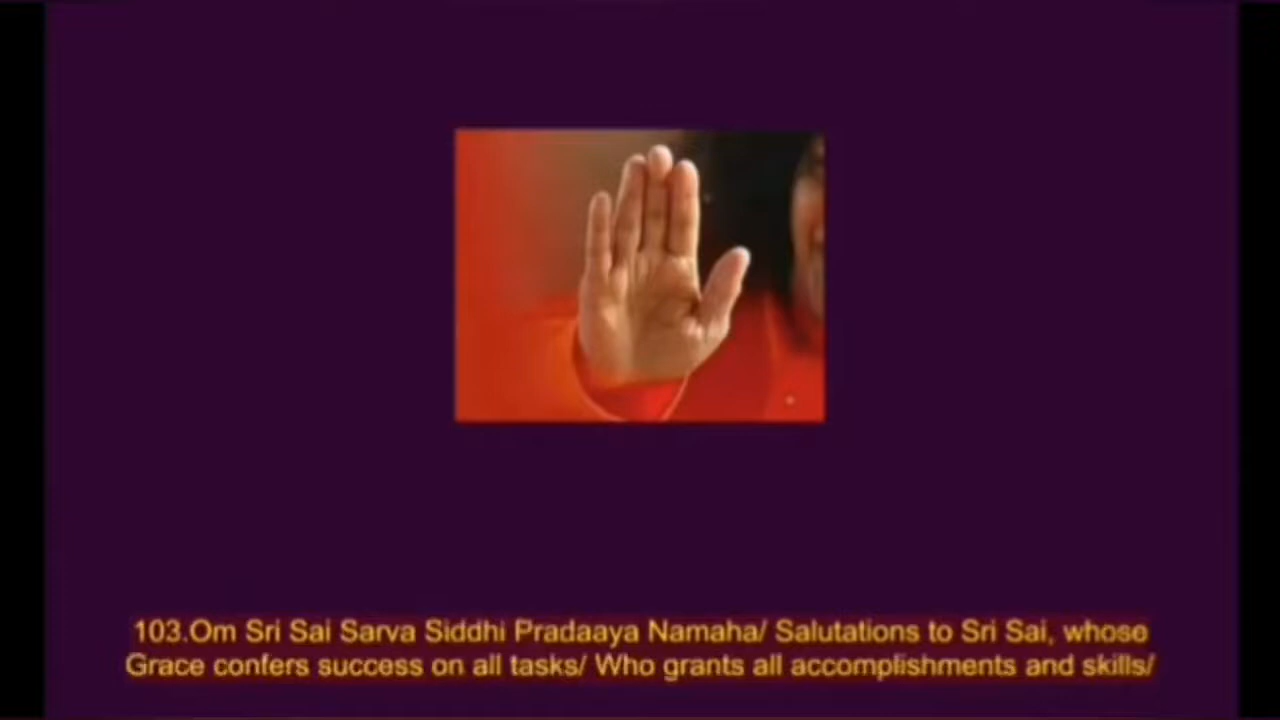 103.Om Sri Sai Sarva Siddhi Pradaaya Namaha/ Salutations to Sri Sai, whose
Grace confers success on all tasks/ Who grants all accomplishments and skills/